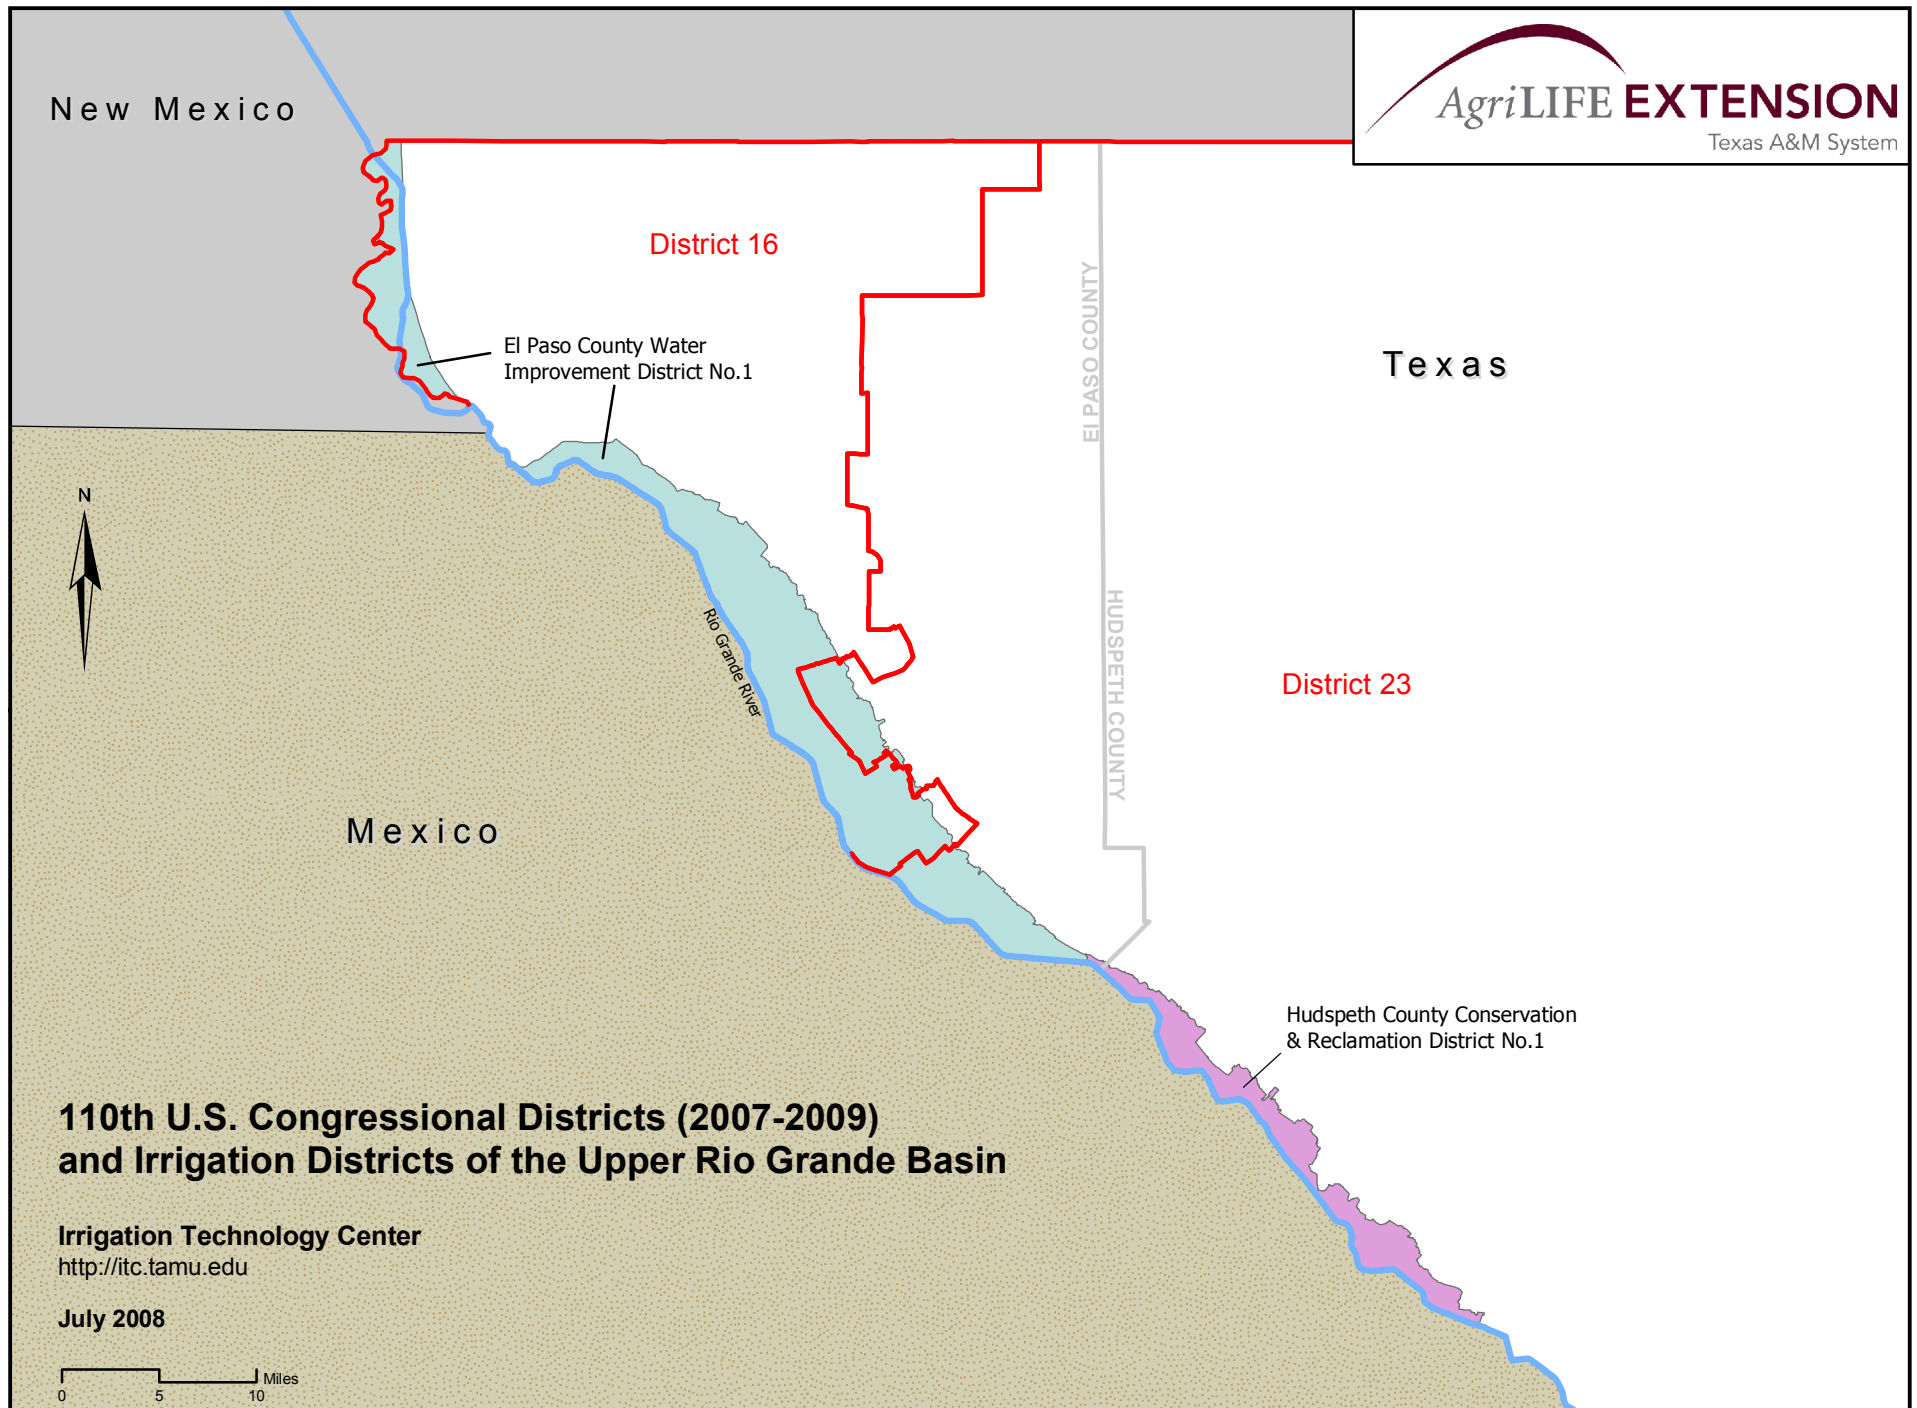 New Mexico
AgriLIFE EXTENSION
Texas A&M System
District 16
El Paso County Water
Improvement District No.1
El PASO COUNTY
Texas
N
Rio Grande River
HUDSPETH COUNTY
District 23
Mexico
Hudspeth County Conservation
& Reclamation District No.1
110th U.S. Congressional Districts (2007-2009)
and Irrigation Districts of the Upper Rio Grande Basin
Irrigation Technology Center
http://itc.tamu.edu
July 2008
Miles
0 5 10